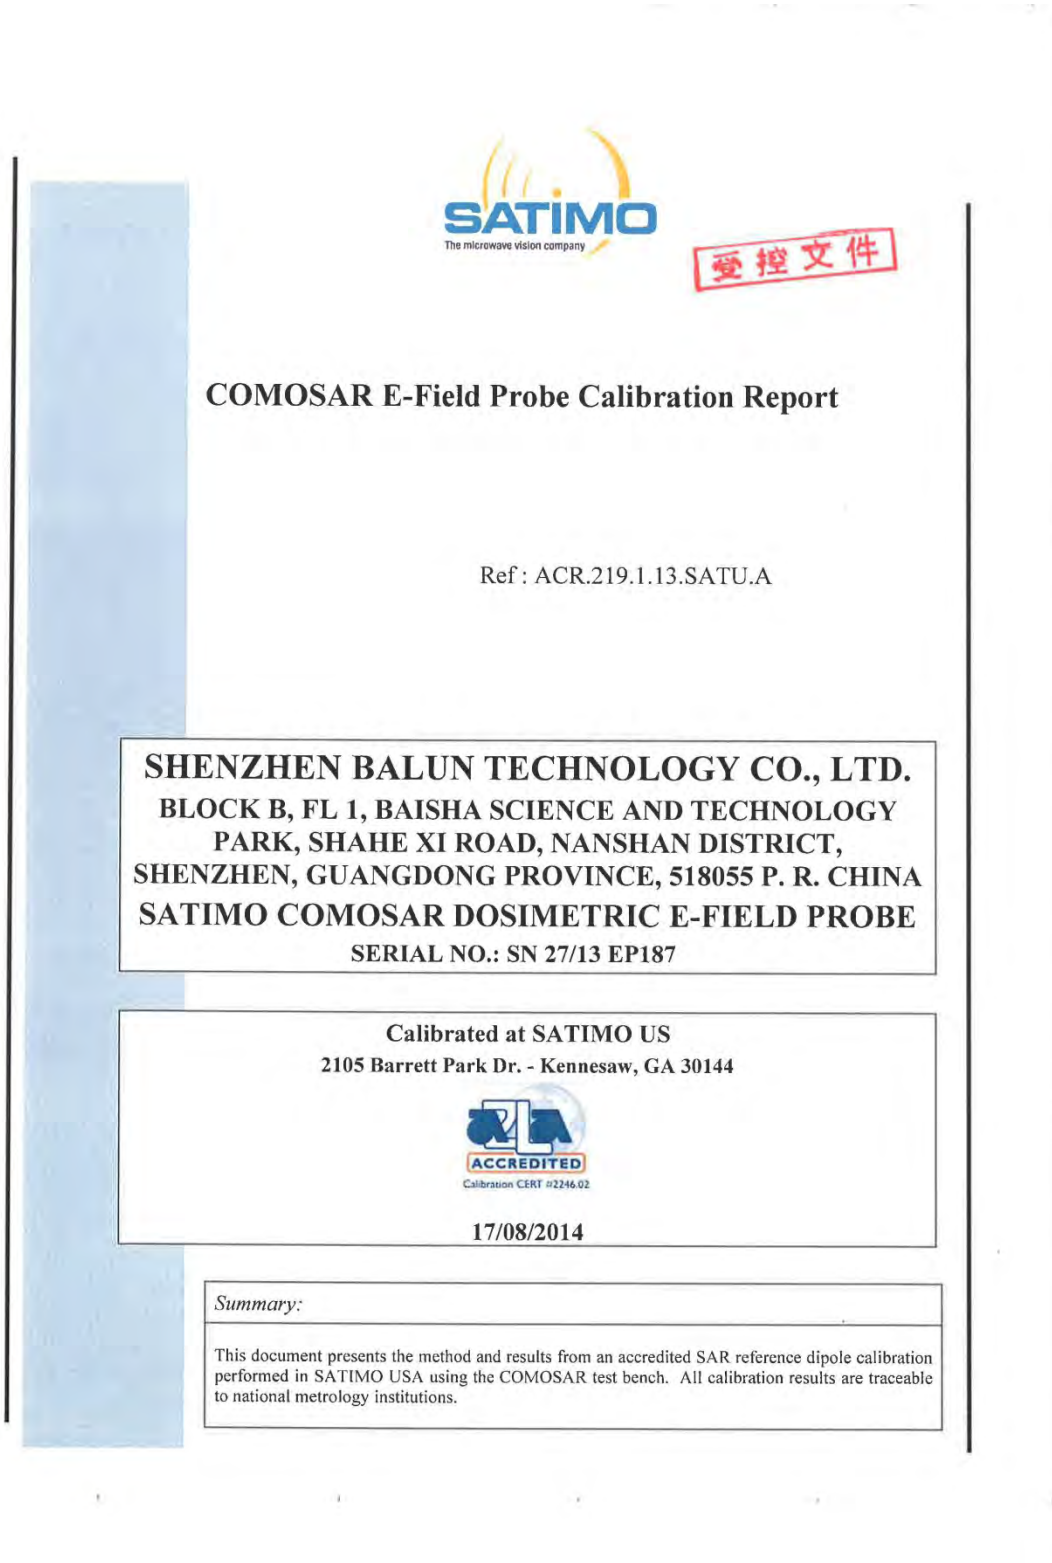 SATIMO
The microwave vision company
受控文件
COMOSAR E-Field Probe Calibration Report
Ref : ACR.219.1.13.SATU.A
SHENZHEN BALUN TECHNOLOGY CO., LTD.
BLOCK B, FL 1, BAISHA SCIENCE AND TECHNOLOGY
PARK, SHAHE XI ROAD, NANSHAN DISTRICT,
SHENZHEN, GUANGDONG PROVINCE, 518055 P. R. CHINA
SATIMO COMOSAR DOSIMETRIC E-FIELD PROBE
SERIAL NO.: SN 27/13 EP187
Calibrated at SATIMO US
2105 Barrett Park Dr. - Kennesaw, GA 30144
a2la
ACCREDITED
Calibration CERT #2246.02
17/08/2014
Summary:
This document presents the method and results from an accredited SAR reference dipole calibration
performed in SATIMO USA using the COMOSAR test bench. All calibration results are traceable
to national metrology institutions.